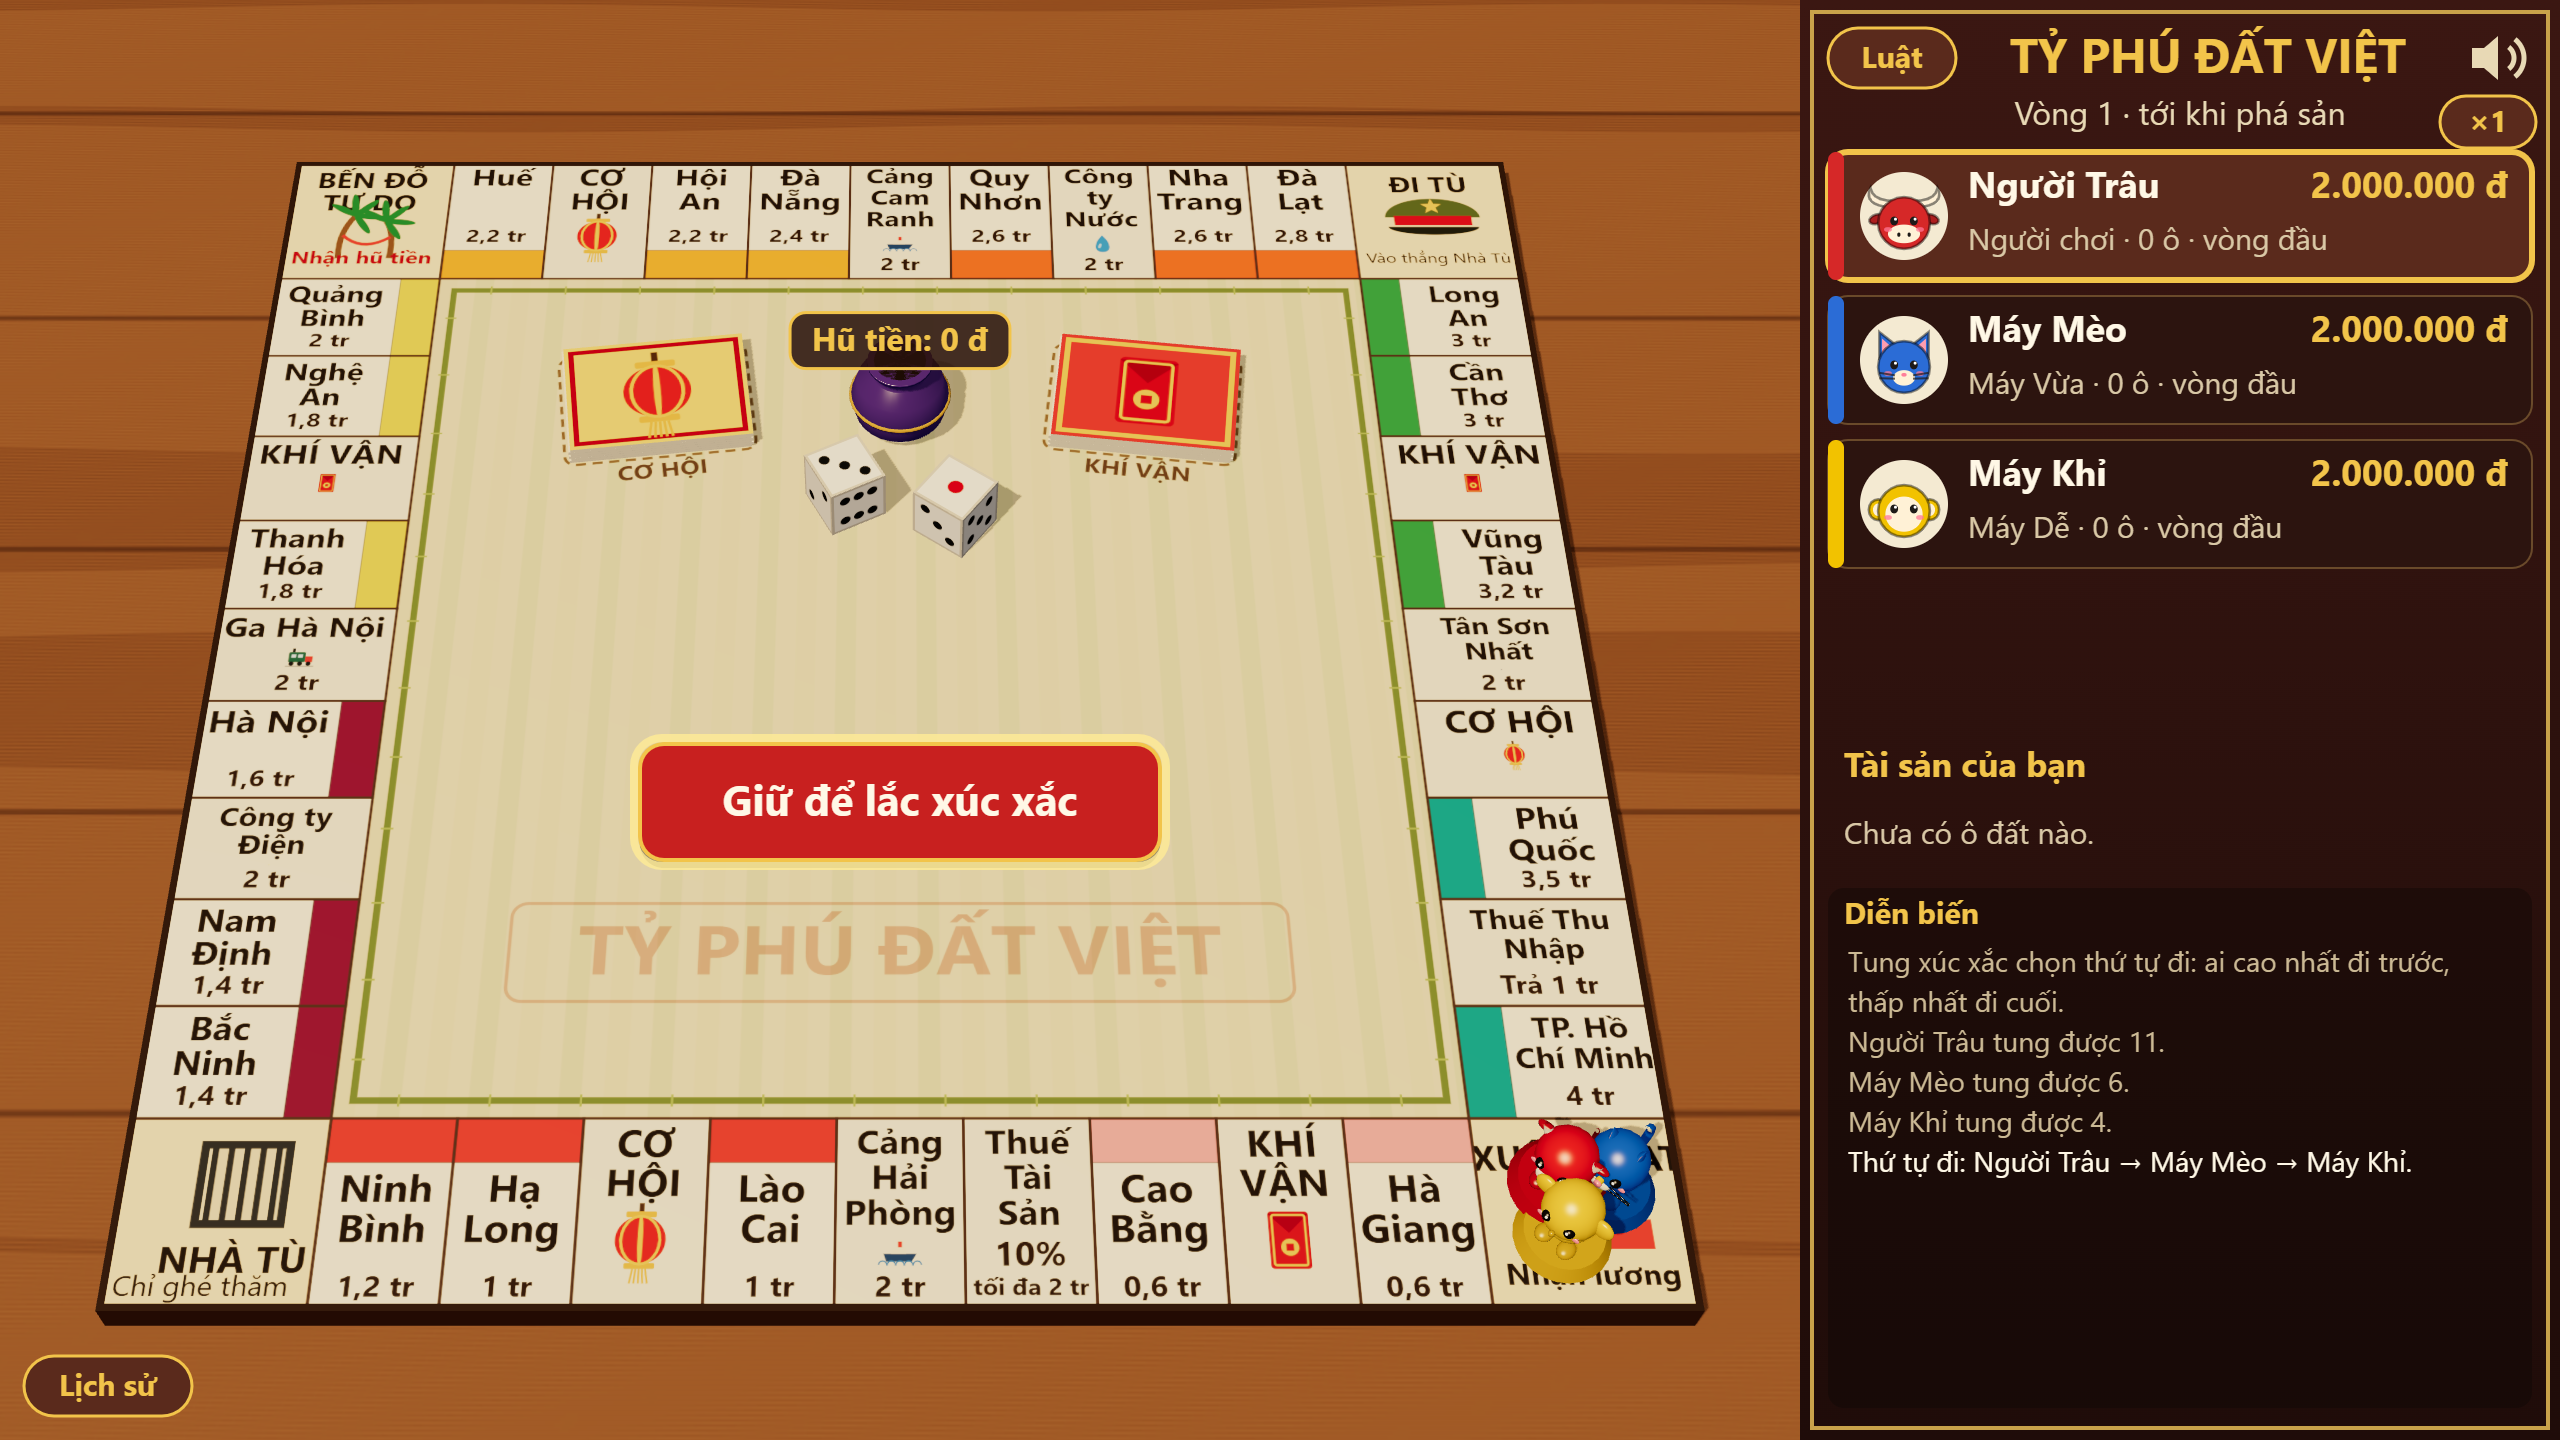 BẾN ĐỖ
TỰ DO
Nhận hũ tiền
Huế
2,2 tr
CƠ
HỘI
Hội
An
2,2 tr
Đà
Nẵng
2,4 tr
Cảng
Cam
Ranh
2 tr
Quy
Nhơn
2,6 tr
Công
ty
Nước
2 tr
Nha
Trang
2,6 tr
Đà
Lạt
2,8 tr
ĐI TÙ
Vào thẳng Nhà Tù
Quảng
Bình
2 tr
Nghệ
An
1,8 tr
KHÍ VẬN
Thanh
Hóa
1,8 tr
Ga Hà Nội
2 tr
Hà Nội
1,6 tr
Công ty
Điện
2 tr
Nam
Định
1,4 tr
Bắc
Ninh
1,4 tr
Hũ tiền: 0 đ
CƠ HỘI
KHÍ VẬN
Giữ để lắc xúc xắc
TỶ PHÚ ĐẤT VIỆT
Long
An
3 tr
Cần
Thơ
3 tr
KHÍ VẬN
Vũng
Tàu
3,2 tr
Tân Sơn
Nhất
2 tr
CƠ HỘI
Phú
Quốc
3,5 tr
Thuế Thu
Nhập
Trả 1 tr
TP. Hồ
Chí Minh
4 tr
NHÀ TÙ
Chỉ ghé thăm
Ninh
Bình
1,2 tr
Hạ
Long
1 tr
CƠ
HỘI
Lào
Cai
1 tr
Cảng
Hải
Phòng
2 tr
Thuế
Tài
Sản
10%
tối đa 2 tr
Cao
Bằng
0,6 tr
KHÍ
VẬN
Hà
Giang
0,6 tr
lương
Lịch sử
Luật
TỶ PHÚ ĐẤT VIỆT
Vòng 1 · tới khi phá sản
×1
Người Trâu
2.000.000 đ
Người chơi · 0 ô · vòng đầu
Máy Mèo
2.000.000 đ
Máy Vừa · 0 ô · vòng đầu
Máy Khỉ
2.000.000 đ
Máy Dễ · 0 ô · vòng đầu
Tài sản của bạn
Chưa có ô đất nào.
Diễn biến
Tung xúc xắc chọn thứ tự đi: ai cao nhất đi trước,
thấp nhất đi cuối.
Người Trâu tung được 11.
Máy Mèo tung được 6.
Máy Khỉ tung được 4.
Thứ tự đi: Người Trâu → Máy Mèo → Máy Khỉ.